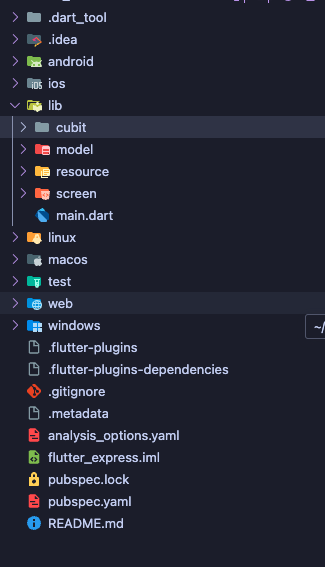 .dart_tool
.idea
android
iOS ios
lib
cubit
model
resource
screen
main.dart
linux
macos
test
web
windows
~/
.flutter-plugins
.flutter-plugins-dependencies
.gitignore
.metadata
analysis_options.yaml
flutter_express.iml
pubspec.lock
pubspec.yaml
README.md